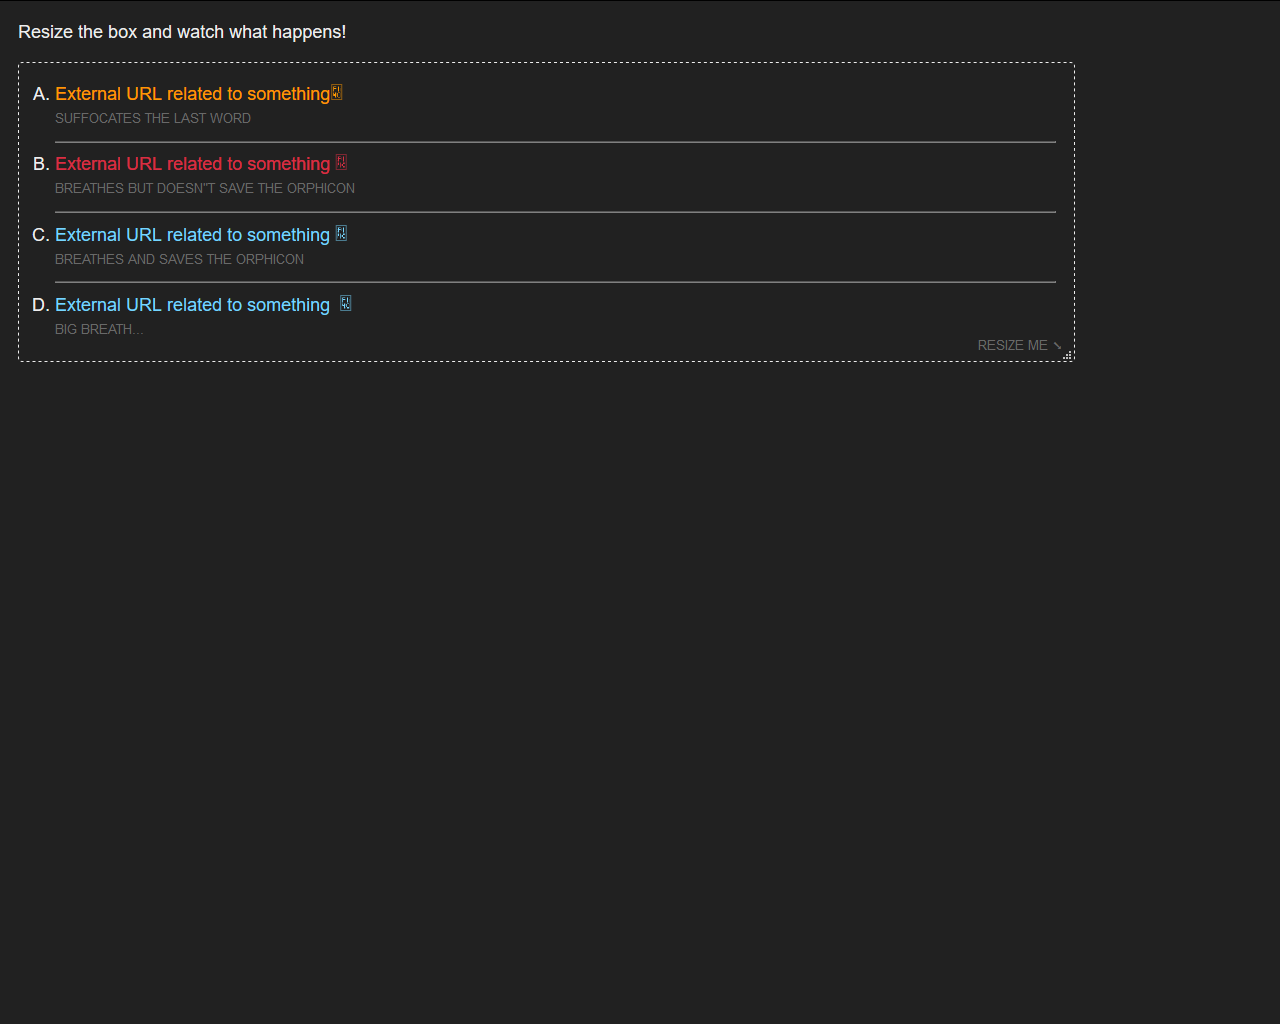 Resize the box and watch what happens!
A. External URL related to something
SUFFOCATES THE LAST WORD
B. External URL related to something
BREATHES BUT DOESN"T SAVE THE ORPHICON
C. External URL related to something
BREATHES AND SAVES THE ORPHICON
D. External URL related to something
BIG BREATH...
RESIZE ME ⤡